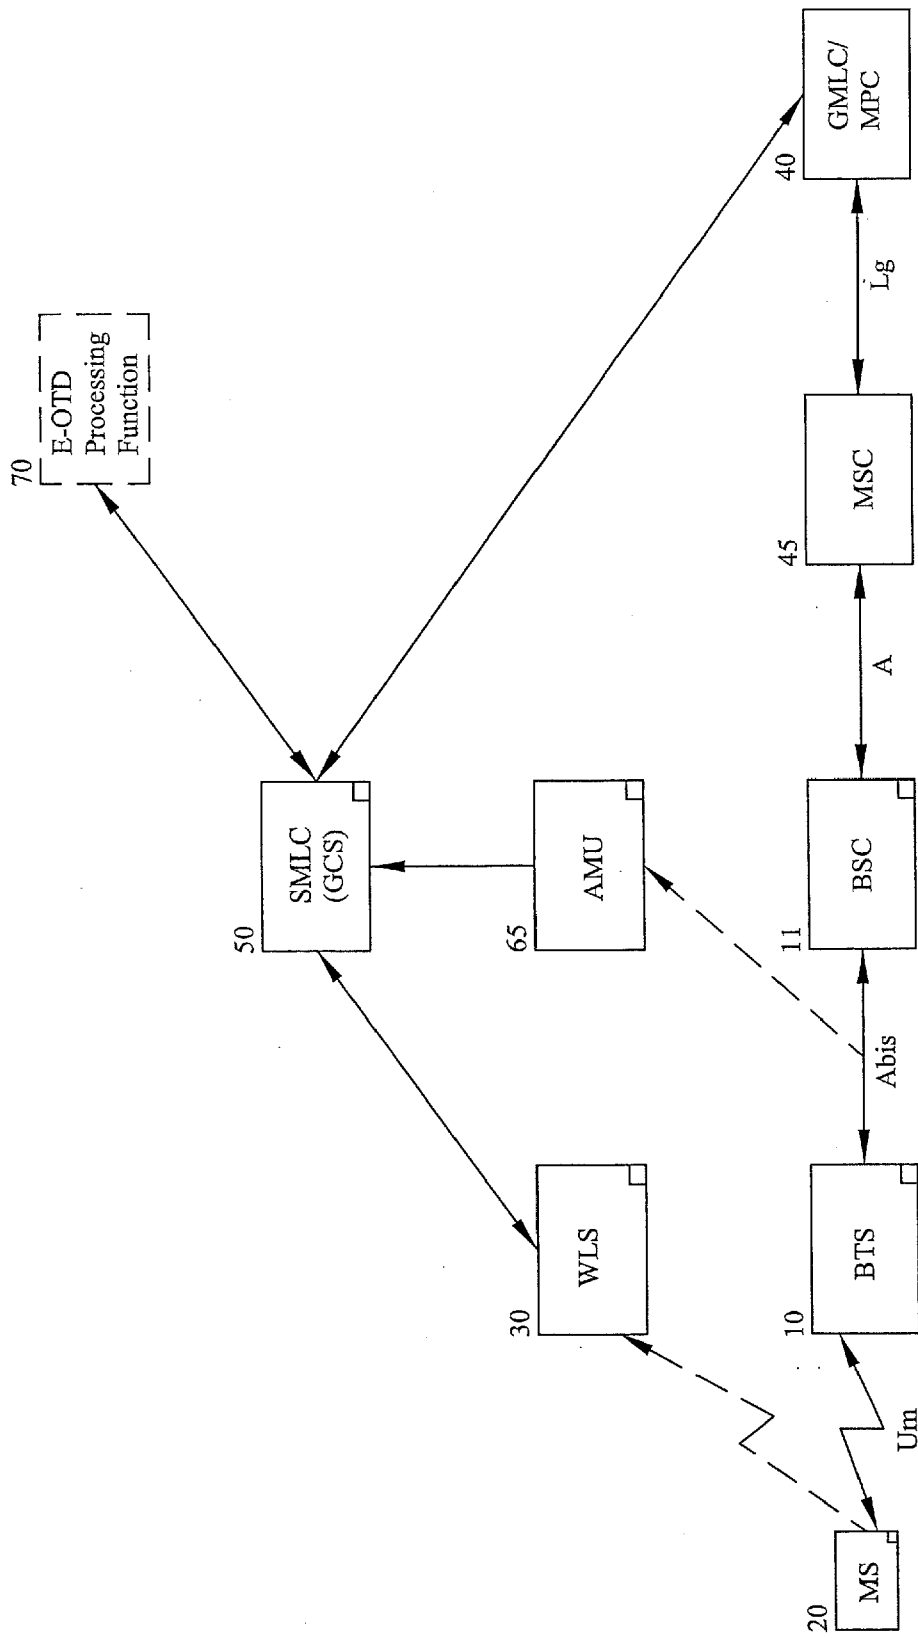 70
E-OTD
Processing
Function
50
SMLC
(GCS)
30
WLS
65
AMU
20
MS
Um
10
BTS
Abis
11
BSC
A
45
MSC
Lg
40
GMLC/
MPC